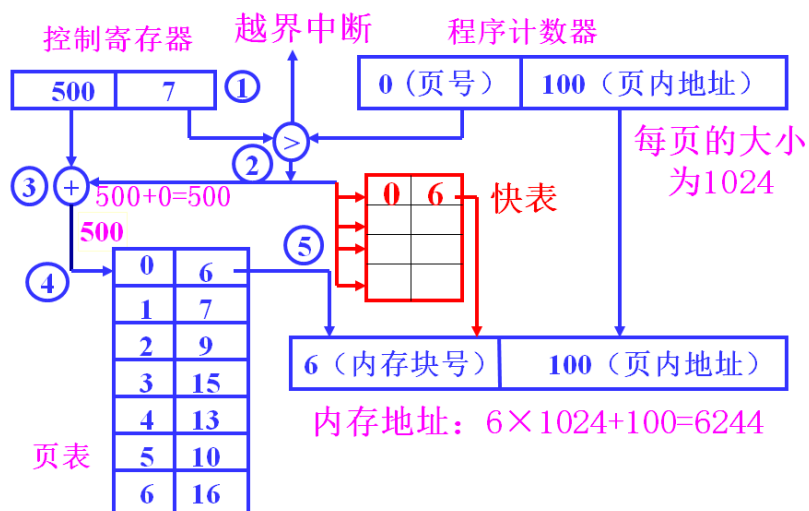 控制寄存器
越界中断
程序计数器
500 7
①
0 (页号) 100 (页内地址)
>
②
每页的大小
为1024
③
+
500+0=500
0 6
快表
500
⑤
④
0 6
1 7
2 9
3 15
4 13
5 10
6 16
页表
6 (内存块号) 100 (页内地址)
内存地址：6×1024+100=6244